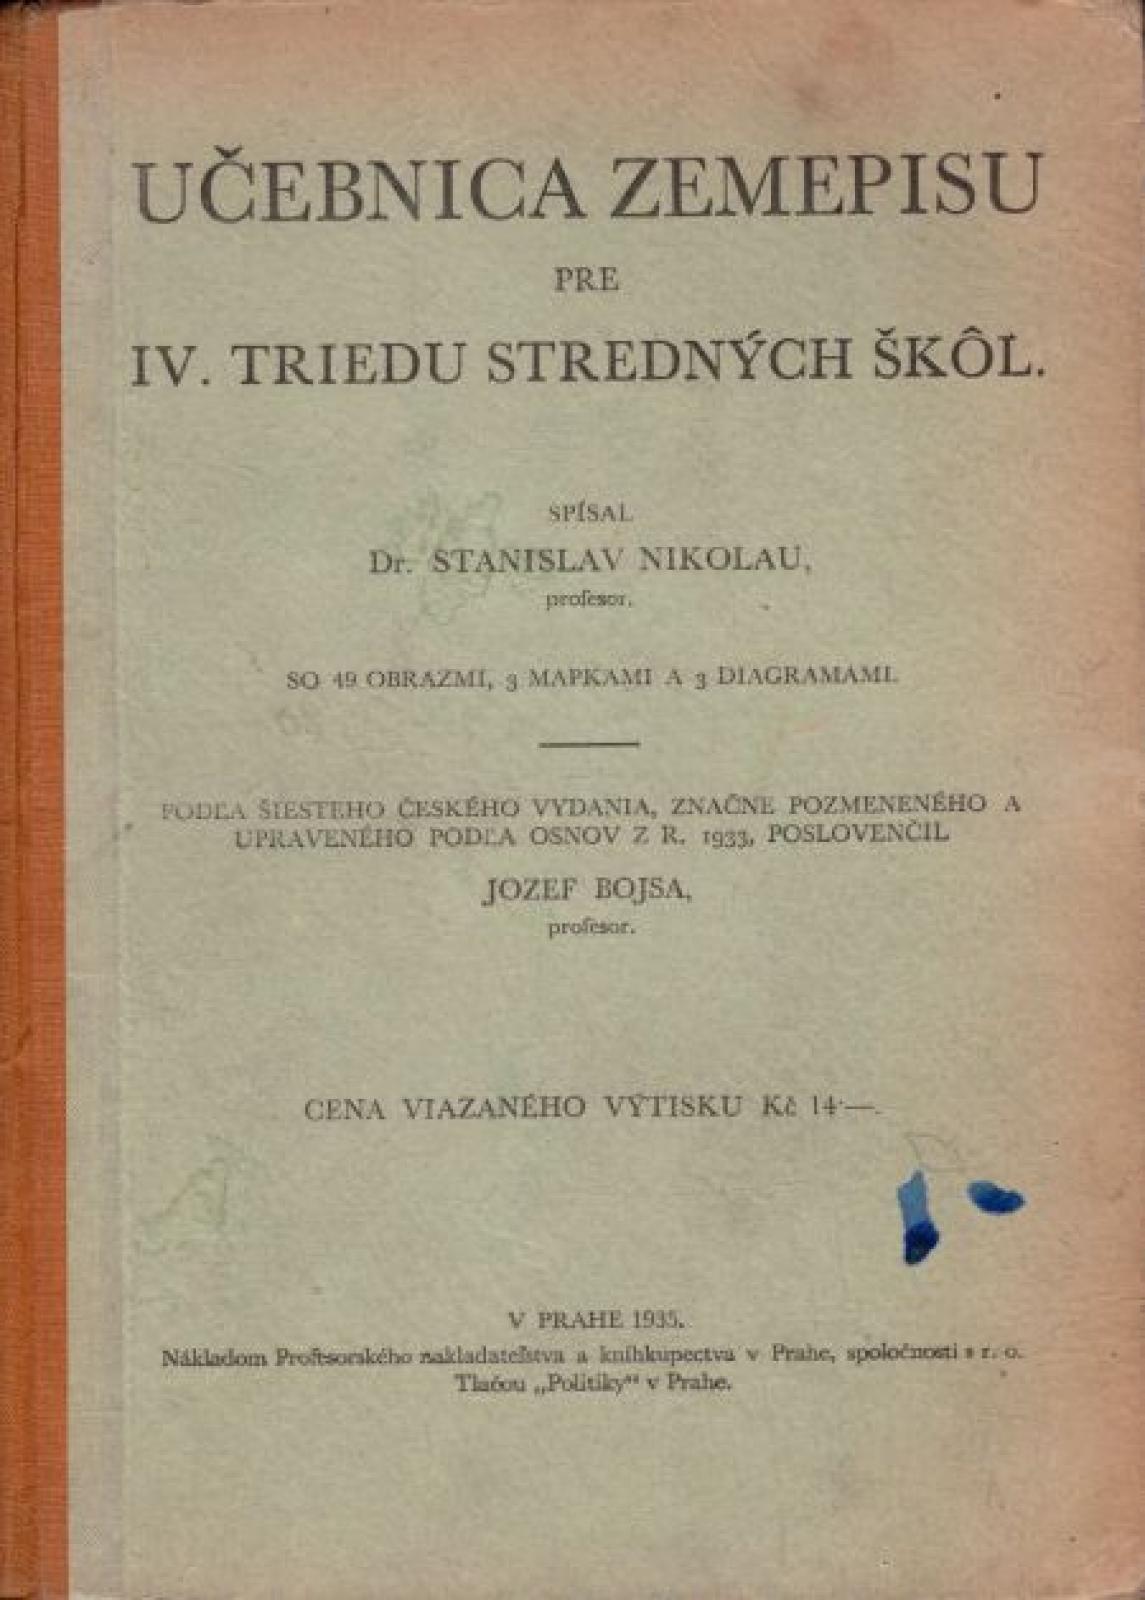 UČEBNICA ZEMEPISU
PRE
IV. TRIEDU STREDNÝCH ŠKÔL.
SPÍSAL
Dr. STANISLAV NIKOLAU,
profesor.
SO 49 OBRAZMI, 3 MAPKAMI A 3 DIAGRAMAMI.
PODĽA ŠIESTEHO ČESKÉHO VYDANIA, ZNAČNE POZMENENÉHO A
UPRAVENÉHO PODĽA OSNOV Z R. 1933, POSLOVENČIL
JOZEF BOJSA,
profesor.
CENA VIAZANÉHO VÝTISKU Kč 14·—.
V PRAHE 1935.
Nákladom Profesorského nakladateľstva a kníhkupectva v Prahe, spoločnosti s r. o.
Tlačou „Politiky“ v Prahe.